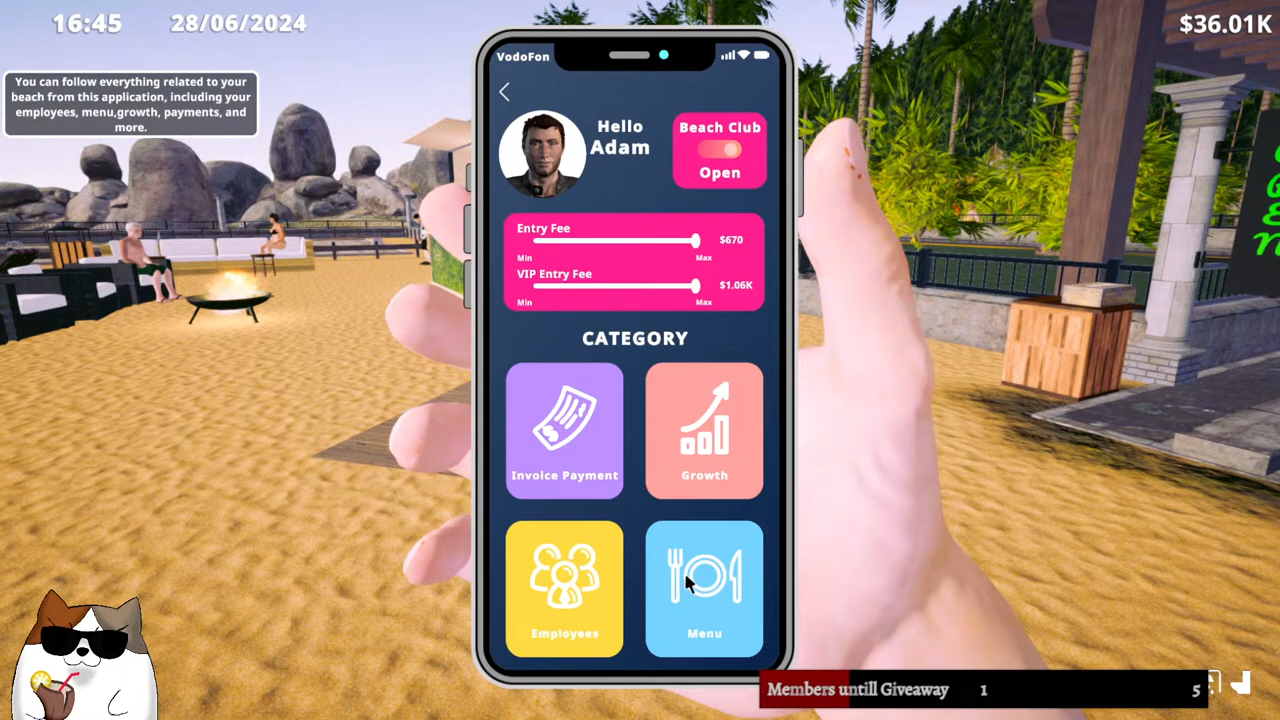 16:45
28/06/2024
$36.01K
You can follow everything related to your
beach from this application, including your
employees, menu,growth, payments, and
more.
VodoFon
Hello
Adam
Beach Club
Open
Entry Fee
$670
Min
Max
VIP Entry Fee
$1.06K
Min
Max
CATEGORY
Invoice Payment
Growth
Employees
Menu
Members untill Giveaway
1
5